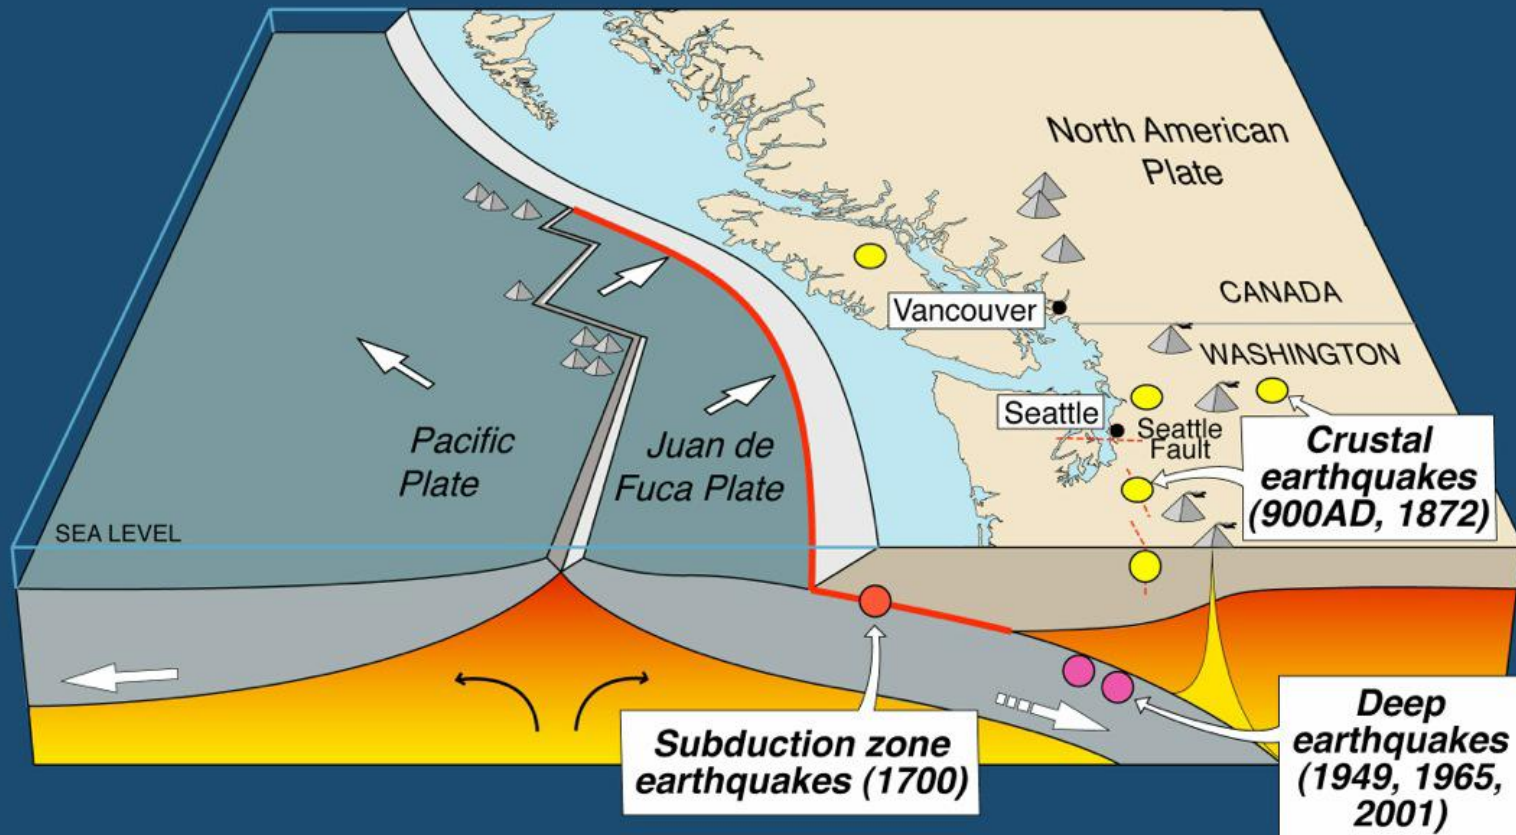 North American
Plate
CANADA
Vancouver
WASHINGTON
Seattle
Seattle
Fault
Crustal
earthquakes
(900AD, 1872)
Pacific
Plate
Juan de
Fuca Plate
SEA LEVEL
Subduction zone
earthquakes (1700)
Deep
earthquakes
(1949, 1965,
2001)